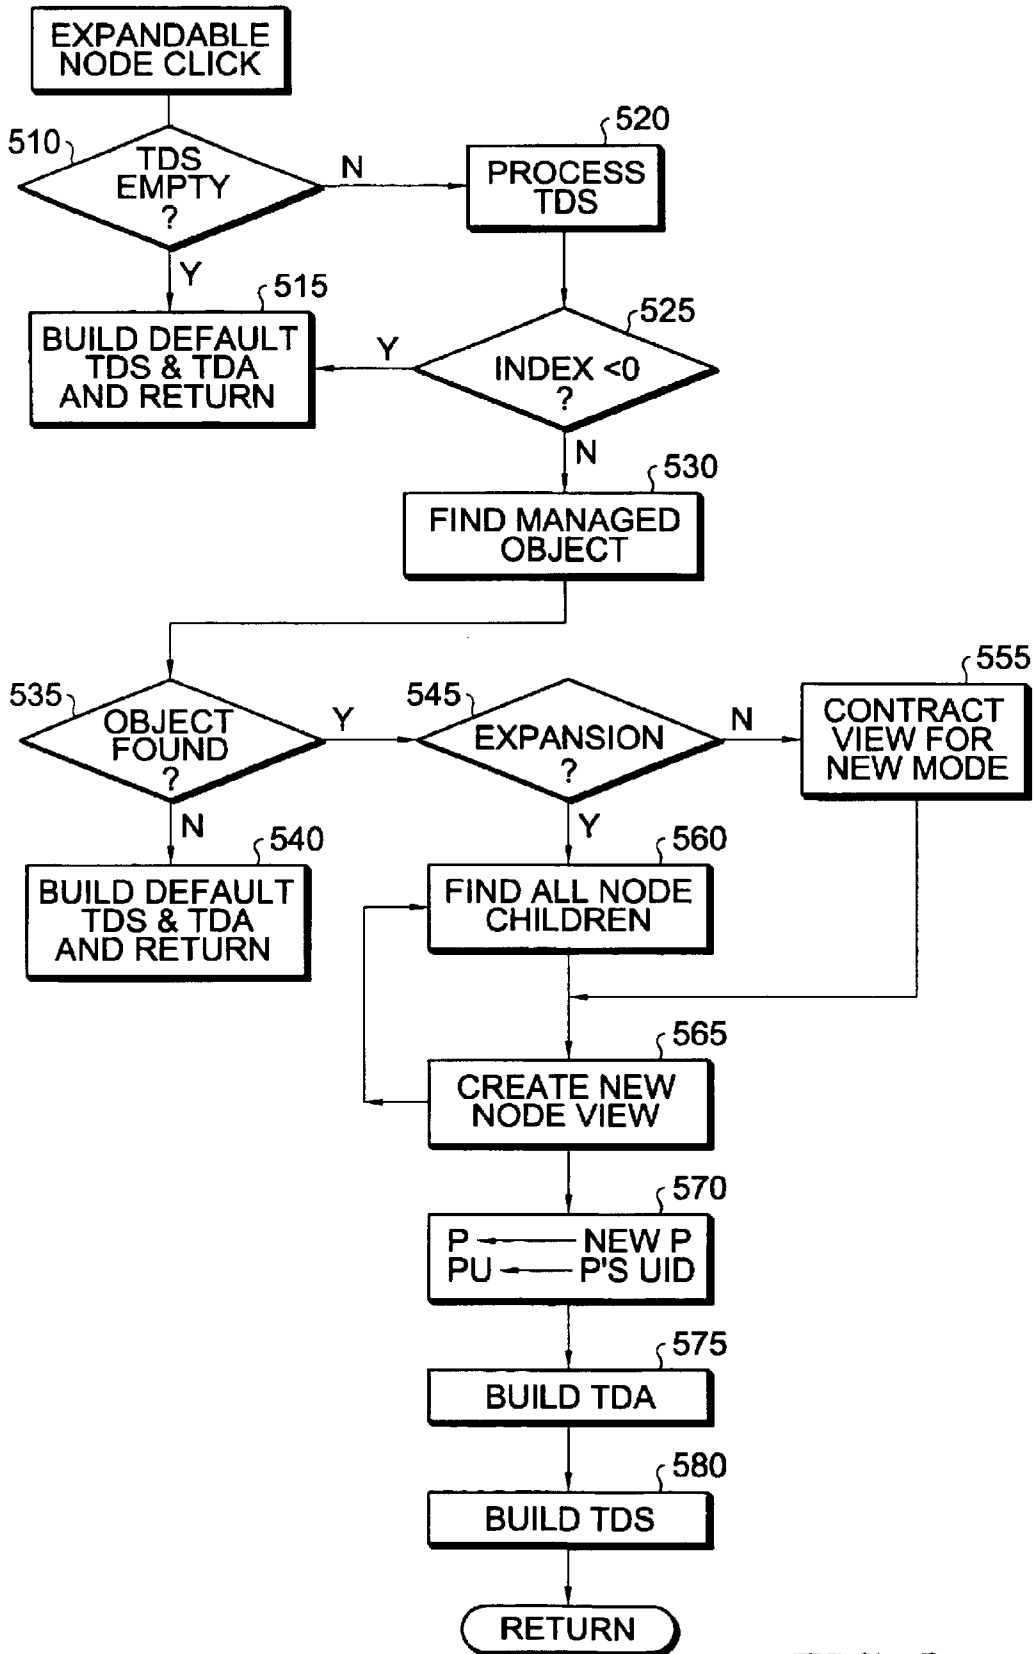 EXPANDABLE
NODE CLICK
510
TDS
EMPTY
?
N
Y
520
PROCESS
TDS
515
BUILD DEFAULT
TDS & TDA
AND RETURN
525
INDEX <0
?
Y
N
530
FIND MANAGED
OBJECT
535
OBJECT
FOUND
?
Y
N
545
EXPANSION
?
N
Y
555
CONTRACT
VIEW FOR
NEW MODE
540
BUILD DEFAULT
TDS & TDA
AND RETURN
560
FIND ALL NODE
CHILDREN
565
CREATE NEW
NODE VIEW
570
P NEW P
PU P'S UID
575
BUILD TDA
580
BUILD TDS
RETURN